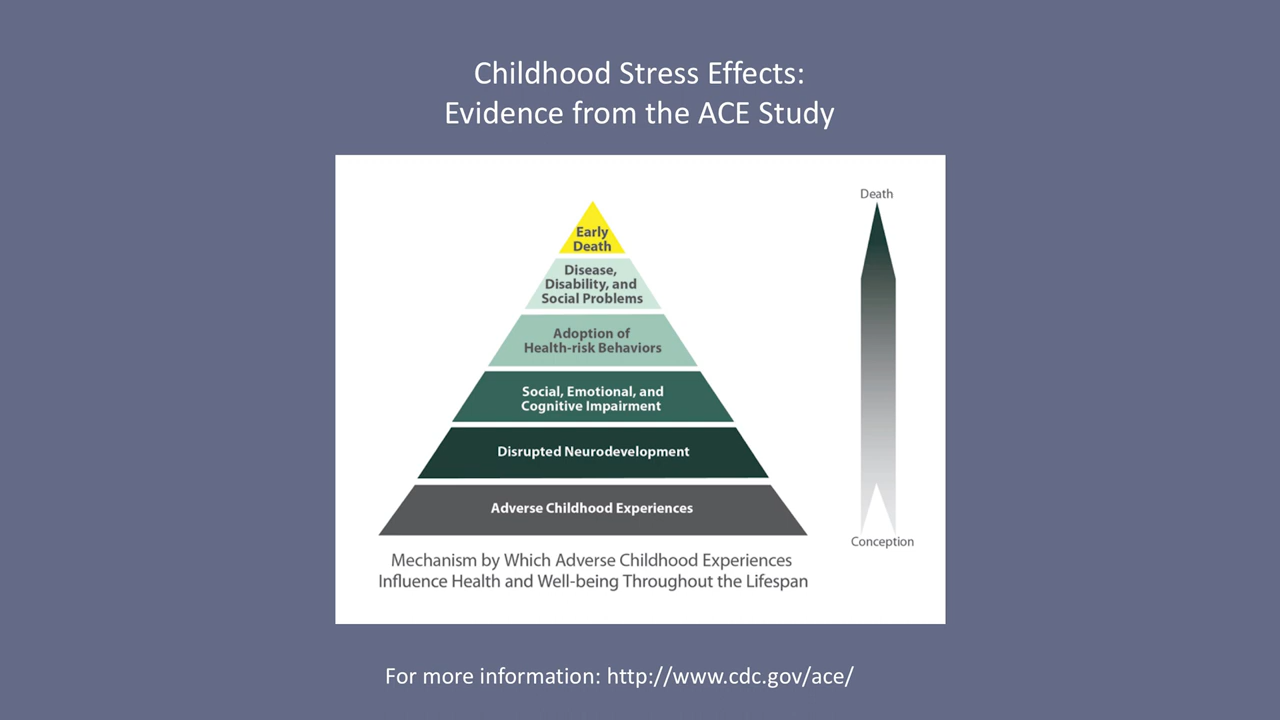 Childhood Stress Effects:
Evidence from the ACE Study
Death
Early
Death
Disease,
Disability, and
Social Problems
Adoption of
Health-risk Behaviors
Social, Emotional, and
Cognitive Impairment
Disrupted Neurodevelopment
Adverse Childhood Experiences
Conception
Mechanism by Which Adverse Childhood Experiences
Influence Health and Well-being Throughout the Lifespan
For more information: http://www.cdc.gov/ace/